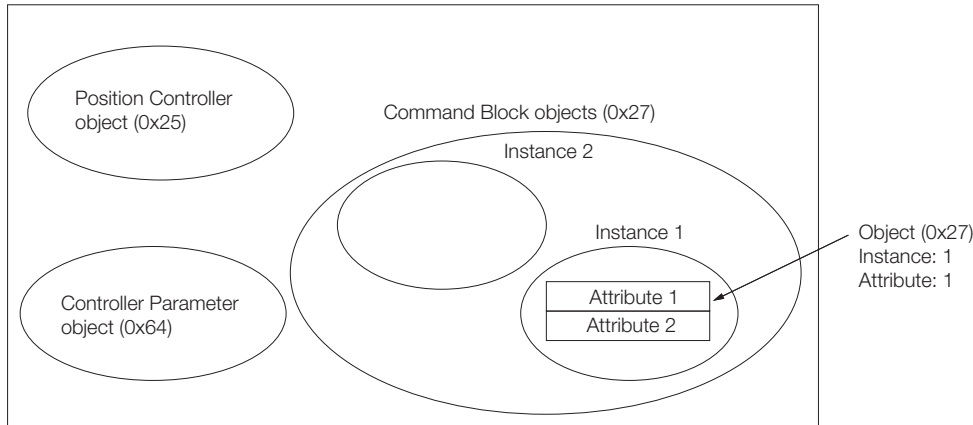 Position Controller
object (0x25)
Command Block objects (0x27)
Instance 2
Instance 1
Object (0x27)
Instance: 1
Attribute: 1
Attribute 1
Attribute 2
Controller Parameter
object (0x64)